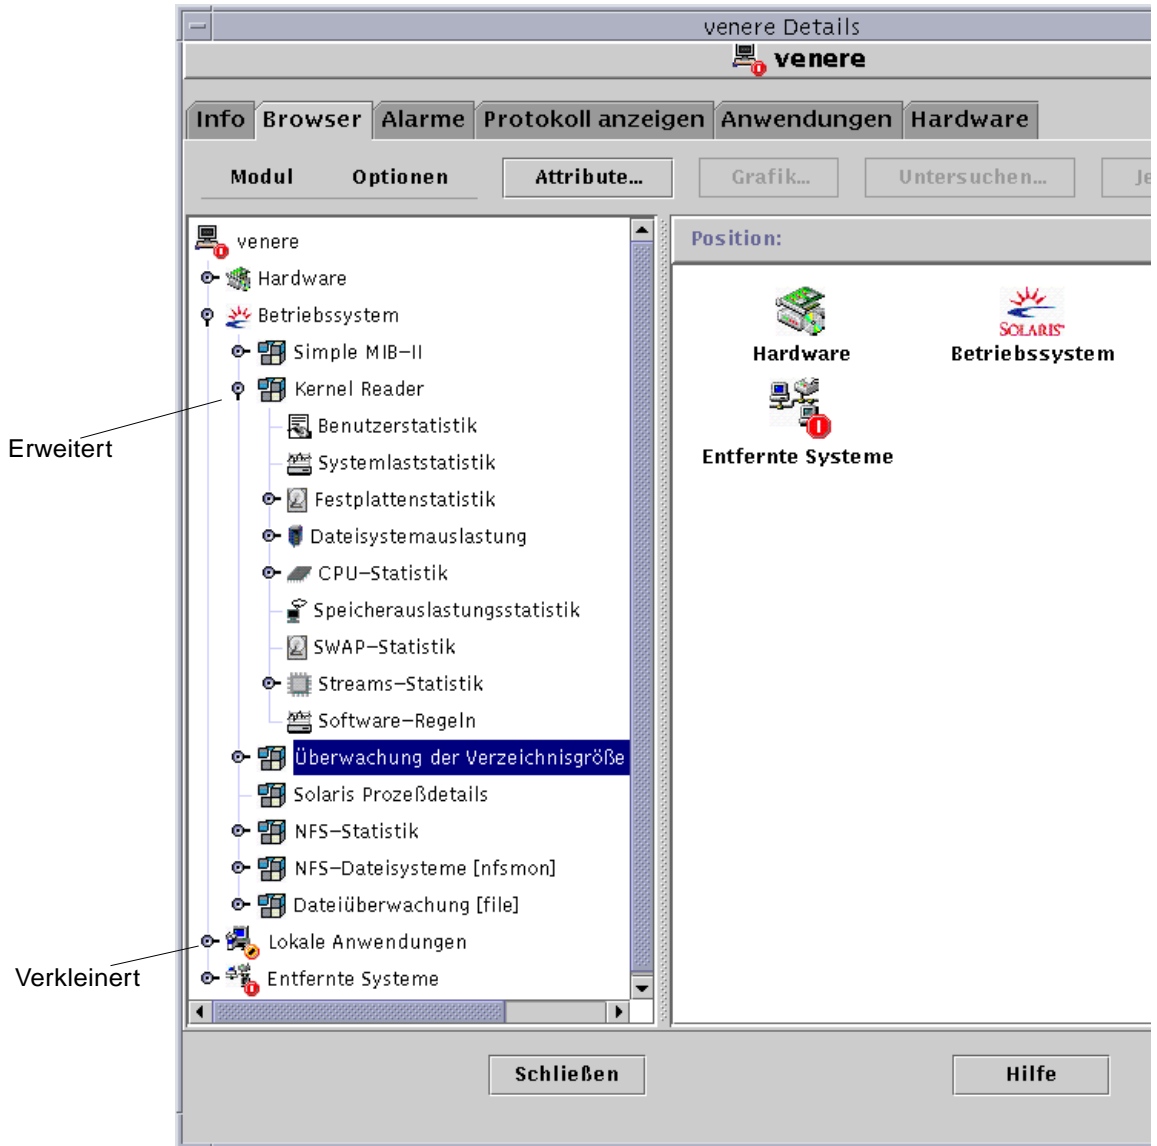 venere Details
venere
Info Browser Alarme Protokoll anzeigen Anwendungen Hardware
Modul Optionen Attribute... Grafik... Untersuchen... Je
venere
Hardware
Betriebssystem
Simple MIB-II
Kernel Reader
Benutzerstatistik
Systemlaststatistik
Festplattenstatistik
Dateisystemauslastung
CPU-Statistik
Speicherauslastungsstatistik
SWAP-Statistik
Streams-Statistik
Software-Regeln
Überwachung der Verzeichnisgröße
Solaris Prozeßdetails
NFS-Statistik
NFS-Dateisysteme [nfsmon]
Dateiüberwachung [file]
Lokale Anwendungen
Entfernte Systeme
Erweitert
Verkleinert
Position:
SOLARIS
Hardware Betriebssystem
Entfernte Systeme
Schließen Hilfe